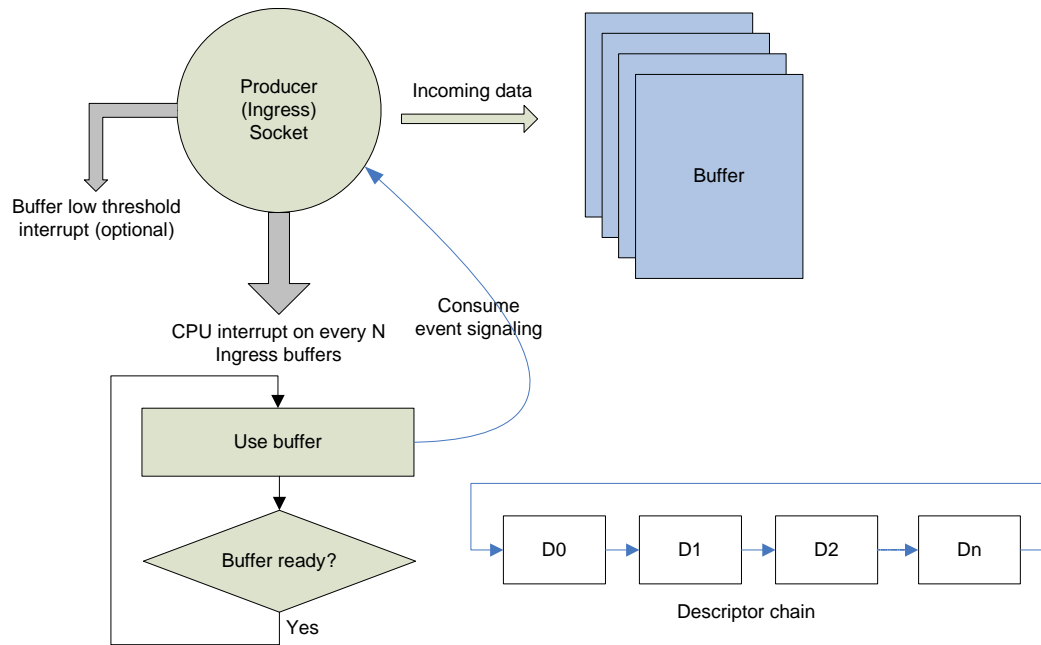 Producer
(Ingress)
Socket
Incoming data
Buffer
Buffer low threshold
interrupt (optional)
CPU interrupt on every N
Ingress buffers
Consume
event signaling
Use buffer
Buffer ready?
Yes
D0
D1
D2
Dn
Descriptor chain